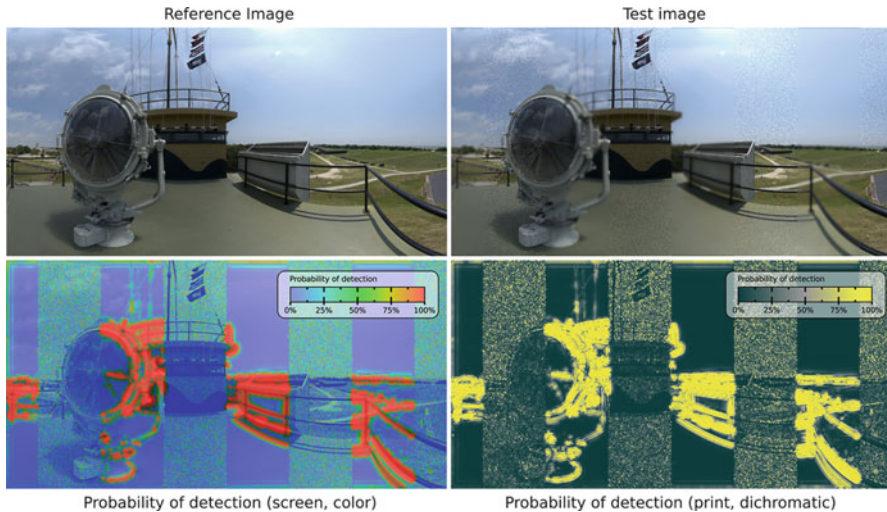 Reference Image
Test image
Probability of detection
0% 25% 50% 75% 100%
Probability of detection
0% 25% 50% 75% 100%
Probability of detection (screen, color)
Probability of detection (print, dichromatic)